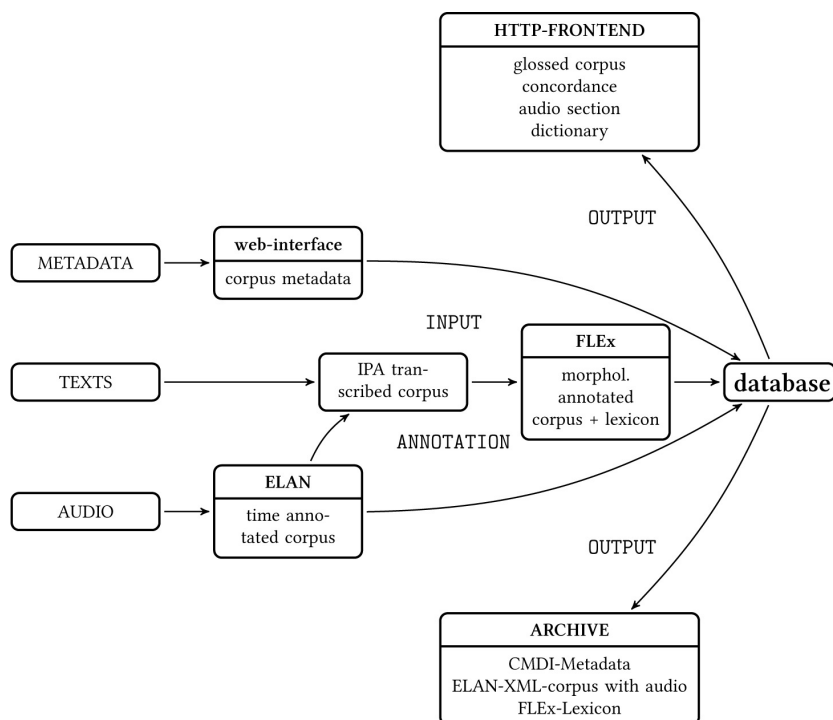 HTTP-FRONTEND
glossed corpus
concordance
audio section
dictionary
OUTPUT
web-interface
METADATA
corpus metadata
INPUT
FLEx
IPA tran-
scribed corpus
TEXTS
morphol.
annotated
corpus + lexicon
database
ANNOTATION
ELAN
AUDIO
time anno-
tated corpus
OUTPUT
ARCHIVE
CMDI-Metadata
ELAN-XML-corpus with audio
FLEx-Lexicon